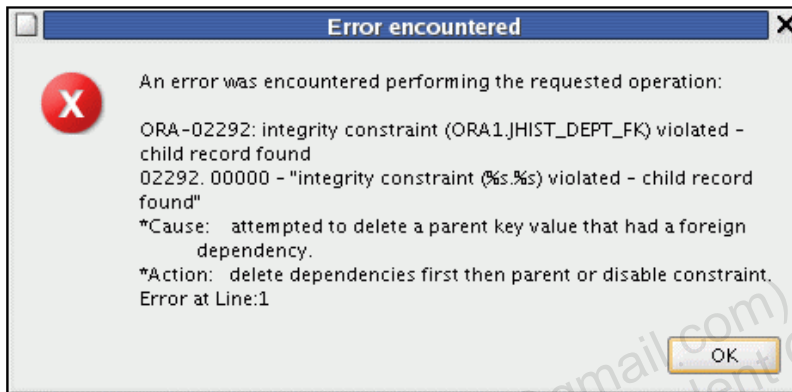 Error encountered
An error was encountered performing the requested operation:
ORA-02292: integrity constraint (ORA1.JHIST_DEPT_FK) violated -
child record found
02292. 00000 - "integrity constraint (%s.%s) violated - child record
found"
*Cause: attempted to delete a parent key value that had a foreign
dependency.
*Action: delete dependencies first then parent or disable constraint.
Error at Line:1
gmail.com)
OK